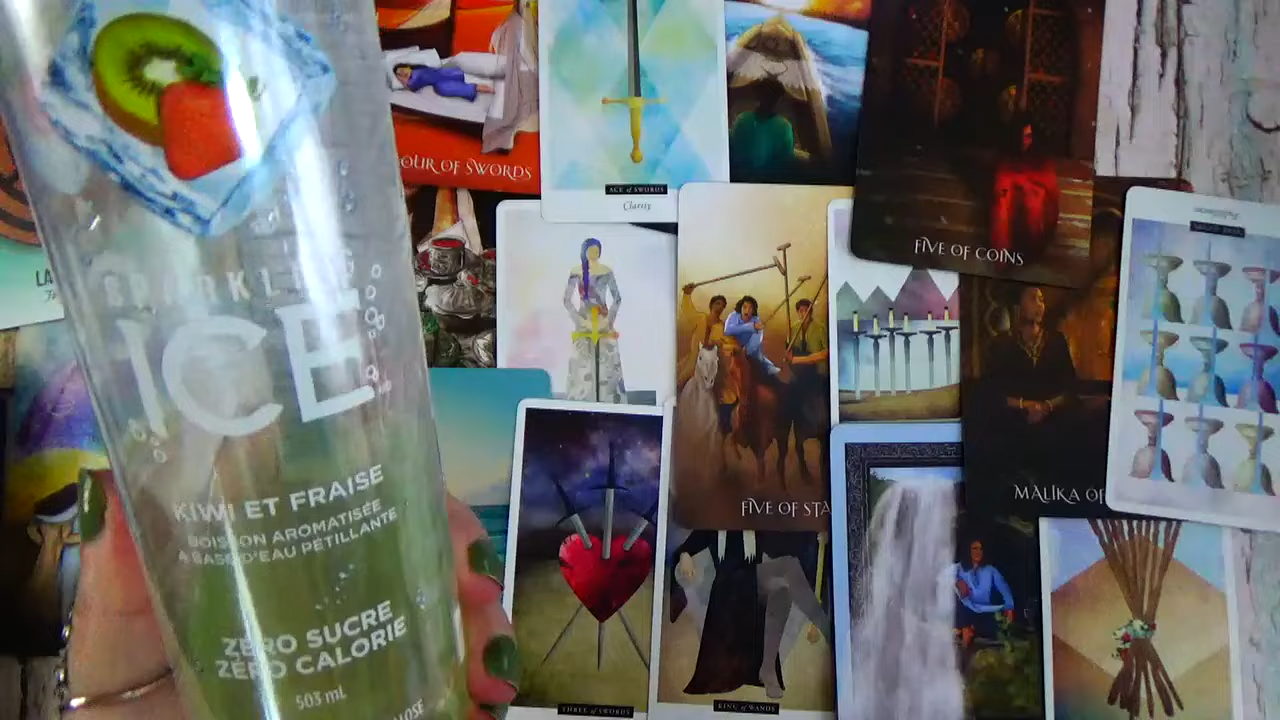 SPARKLING
ICE
KIWI ET FRAISE
BOISSON AROMATISÉE
À BASE D'EAU PÉTILLANTE
ZÉRO SUCRE
ZÉRO CALORIE
503 mL
OUR OF SWORDS
ACE of SWORDS
Clarity
FIVE OF COINS
FIVE OF STA
MALIKA OF
THREE of SWORDS
KING of WANDS
LA